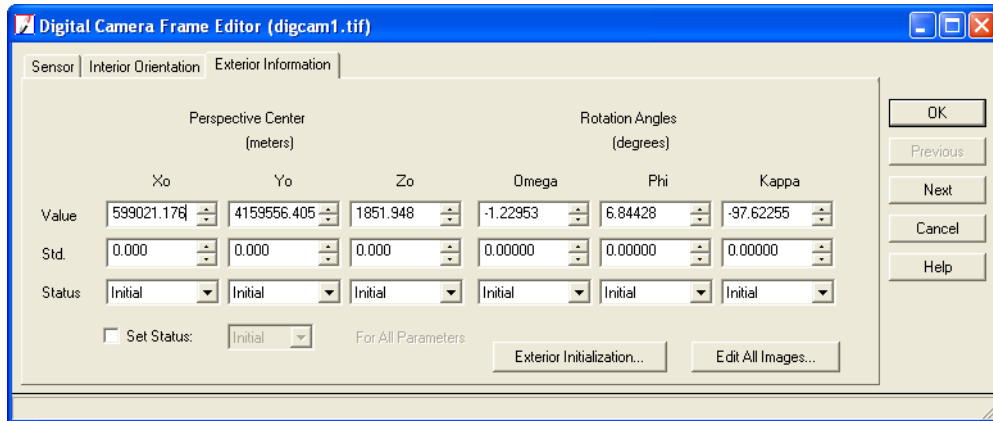 Digital Camera Frame Editor (digcam1.tif)
Sensor Interior Orientation Exterior Information
Perspective Center Rotation Angles
(meters) (degrees)
Xo Yo Zo Omega Phi Kappa
Value 599021.176 4159556.405 1851.948 -1.22953 6.84428 -97.62255
Std. 0.000 0.000 0.000 0.00000 0.00000 0.00000
Status Initial Initial Initial Initial Initial Initial
Set Status: Initial For All Parameters
Exterior Initialization... Edit All Images...
OK
Previous
Next
Cancel
Help